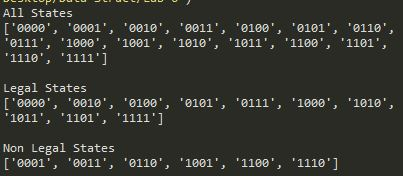 All States
['0000', '0001', '0010', '0011', '0100', '0101', '0110',
'0111', '1000', '1001', '1010', '1011', '1100', '1101',
'1110', '1111']
Legal States
['0000', '0010', '0100', '0101', '0111', '1000', '1010',
'1011', '1101', '1111']
Non Legal States
['0001', '0011', '0110', '1001', '1100', '1110']